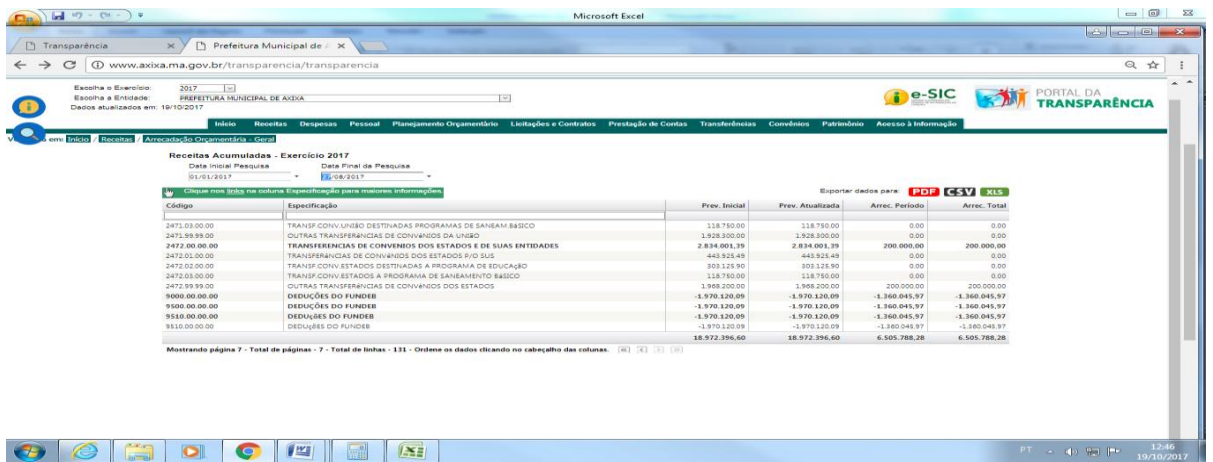 Microsoft Excel
Transparência
Prefeitura Municipal de A
www.axixa.ma.gov.br/transparencia/transparencia
Escolha o Exercício: 2017
Escolha a Entidade: PREFEITURA MUNICIPAL DE AXIXA
Dados atualizados em: 19/10/2017
e-SIC
PORTAL DA
TRANSPARÊNCIA
Início Receitas Despesas Pessoal Planejamento Orçamentário Licitações e Contratos Prestação de Contas Transferências Convênios Patrimônio Acesso à Informação
em: Início / Receitas / Arrecadação Orçamentária - Geral
Receitas Acumuladas - Exercício 2017
Data Inicial Pesquisa Data Final da Pesquisa
01/01/2017 /08/2017
Clique nos links na coluna Especificação para maiores informações.
Exportar dados para: PDF CSV XLS
Código Especificação Prev. Inicial Prev. Atualizada Arrec. Período Arrec. Total
2471.03.00.00 TRANSF.CONV.UNIÃO DESTINADAS PROGRAMAS DE SANEAM.BáSICO 118.750,00 118.750,00 0,00 0,00
2471.99.99.00 OUTRAS TRANSFERêNCIAS DE CONVêNIOS DA UNIÃO 1.928.300,00 1.928.300,00 0,00 0,00
2472.00.00.00 TRANSFERENCIAS DE CONVENIOS DOS ESTADOS E DE SUAS ENTIDADES 2.834.001,39 2.834.001,39 200.000,00 200.000,00
2472.01.00.00 TRANSFERêNCIAS DE CONVêNIOS DOS ESTADOS P/O SUS 443.925,49 443.925,49 0,00 0,00
2472.02.00.00 TRANSF.CONV.ESTADOS DESTINADAS A PROGRAMA DE EDUCAçãO 303.125,90 303.125,90 0,00 0,00
2472.03.00.00 TRANSF.CONV.ESTADOS A PROGRAMA DE SANEAMENTO BáSICO 118.750,00 118.750,00 0,00 0,00
2472.99.99.00 OUTRAS TRANSFERêNCIAS DE CONVêNIOS DOS ESTADOS 1.968.200,00 1.968.200,00 200.000,00 200.000,00
9000.00.00.00 DEDUÇÕES DO FUNDEB -1.970.120,09 -1.970.120,09 -1.360.045,97 -1.360.045,97
9500.00.00.00 DEDUÇÕES DO FUNDEB -1.970.120,09 -1.970.120,09 -1.360.045,97 -1.360.045,97
9510.00.00.00 DEDUçõES DO FUNDEB -1.970.120,09 -1.970.120,09 -1.360.045,97 -1.360.045,97
9510.00.00.00 DEDUçõES DO FUNDEB -1.970.120,09 -1.970.120,09 -1.360.045,97 -1.360.045,97
18.972.396,60 18.972.396,60 6.505.788,28 6.505.788,28
Mostrando página 7 - Total de páginas - 7 - Total de linhas - 131 - Ordene os dados clicando no cabeçalho das colunas.
PT 12:46
19/10/2017